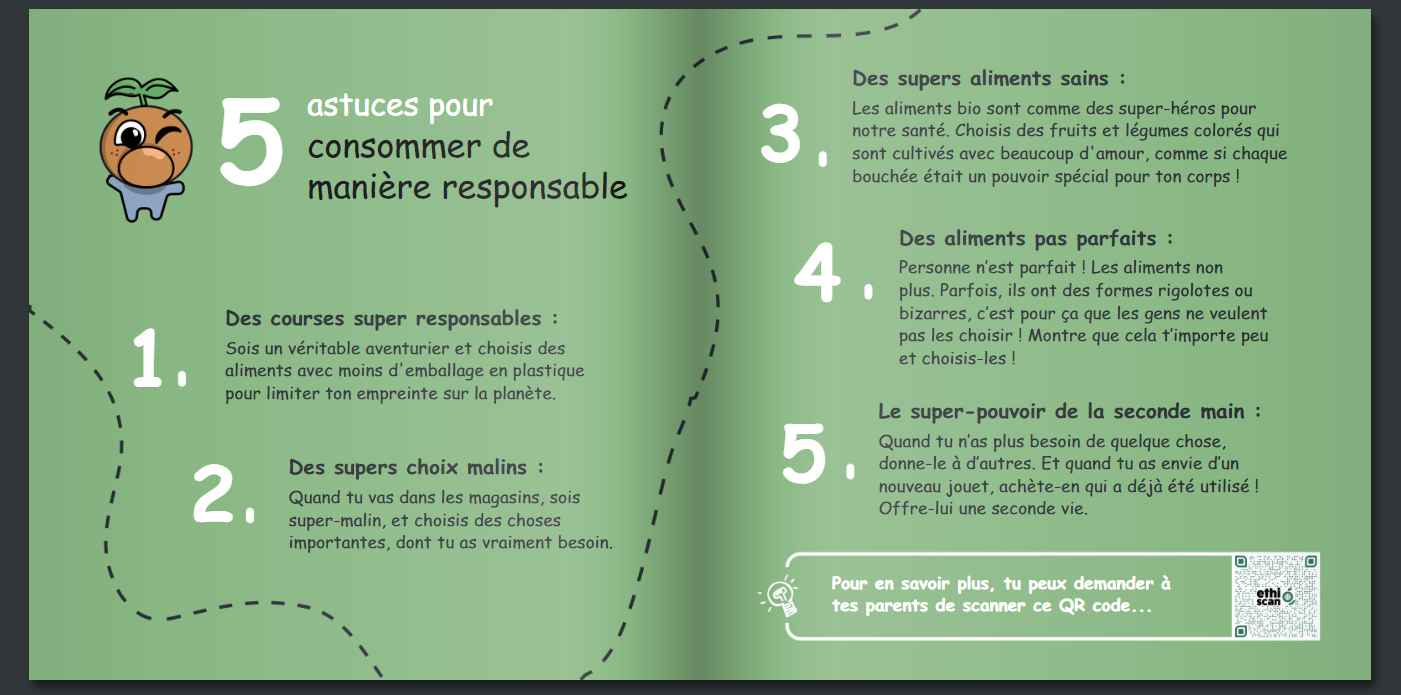 5
astuces pour
consommer de
manière responsable
1.
Des courses super responsables :
Sois un véritable aventurier et choisis des
aliments avec moins d'emballage en plastique
pour limiter ton empreinte sur la planète.
2.
Des supers choix malins :
Quand tu vas dans les magasins, sois
super-malin, et choisis des choses
importantes, dont tu as vraiment besoin.
3.
Des supers aliments sains :
Les aliments bio sont comme des super-héros pour
notre santé. Choisis des fruits et légumes colorés qui
sont cultivés avec beaucoup d'amour, comme si chaque
bouchée était un pouvoir spécial pour ton corps !
4.
Des aliments pas parfaits :
Personne n'est parfait ! Les aliments non
plus. Parfois, ils ont des formes rigolotes ou
bizarres, c'est pour ça que les gens ne veulent
pas les choisir ! Montre que cela t'importe peu
et choisis-les !
5.
Le super-pouvoir de la seconde main :
Quand tu n'as plus besoin de quelque chose,
donne-le à d'autres. Et quand tu as envie d'un
nouveau jouet, achète-en qui a déjà été utilisé !
Offre-lui une seconde vie.
Pour en savoir plus, tu peux demander à
tes parents de scanner ce QR code...
ethi
scan